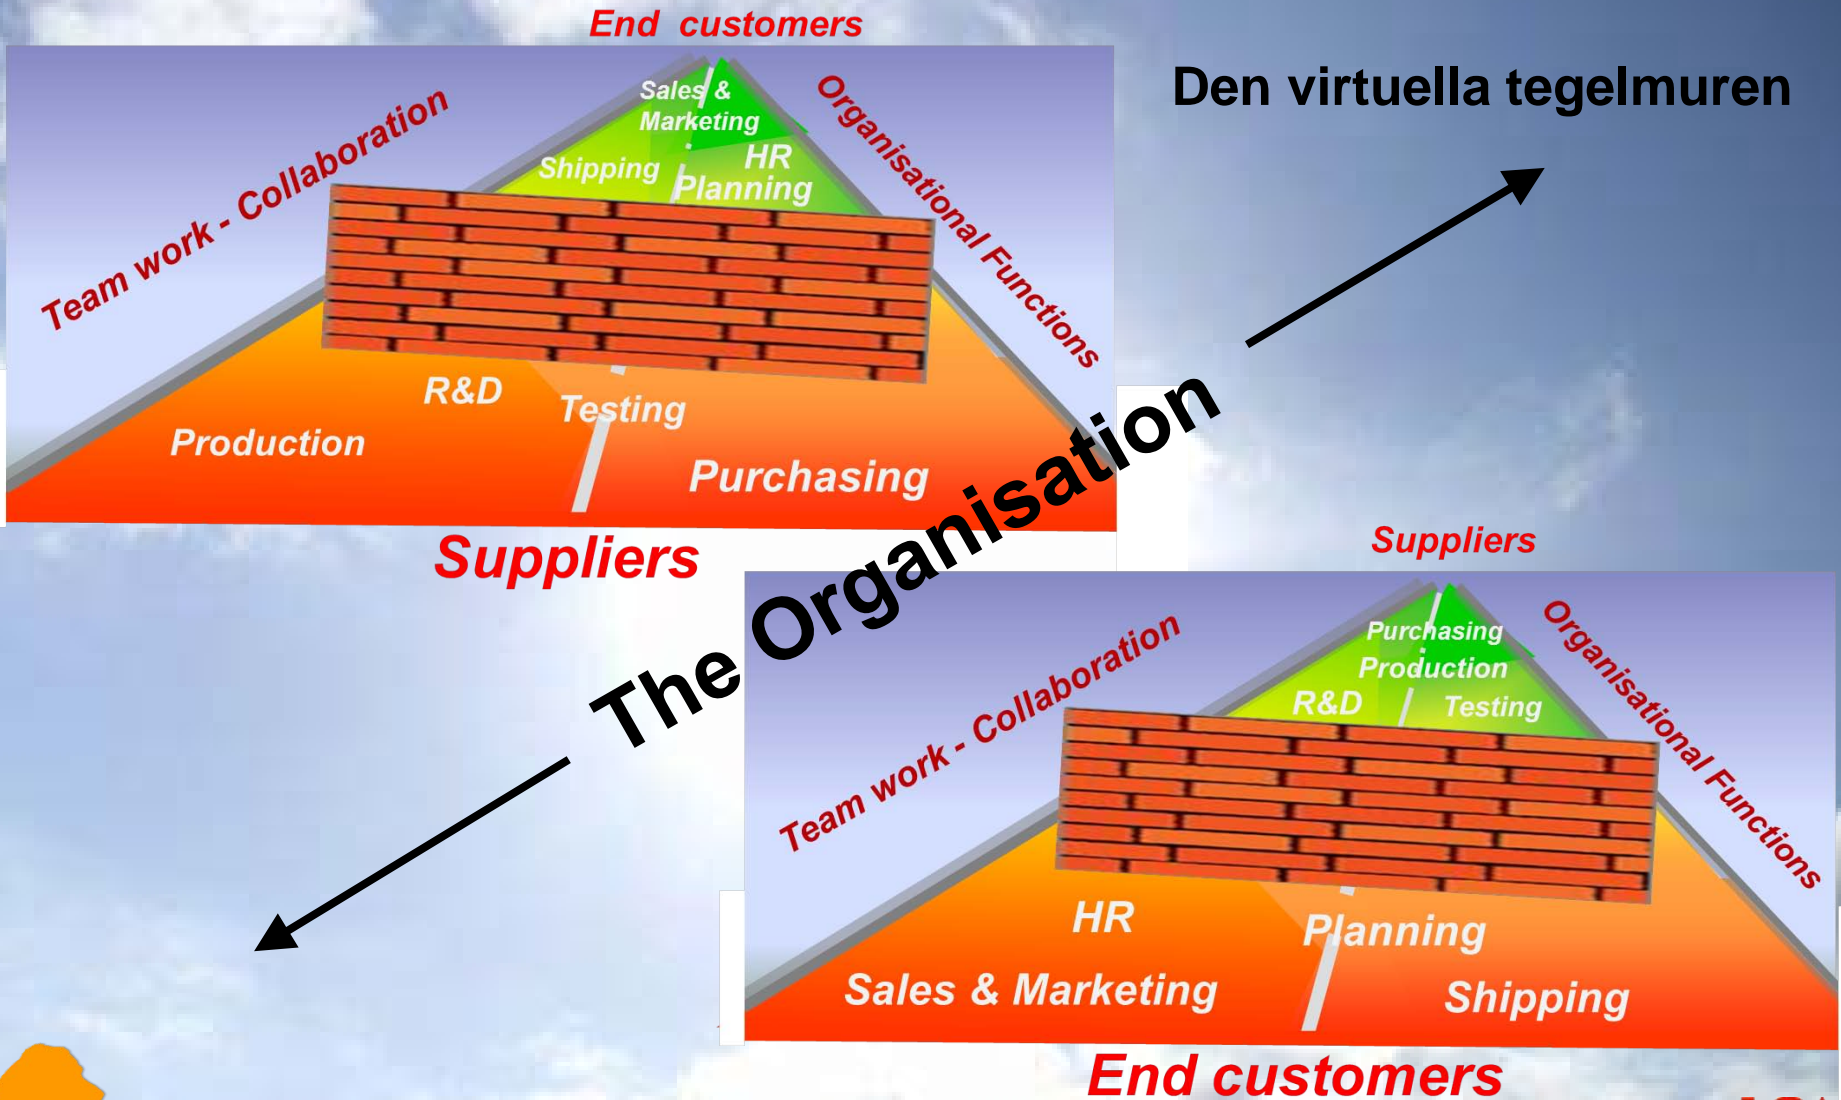 End customers
Den virtuella tegelmuren
Team work - Collaboration
Organisational Functions
Sales &
Marketing
Shipping
HR
Planning
R&D
Testing
Production
Purchasing
Suppliers
The Organisation
Suppliers
Team work - Collaboration
Organisational Functions
Purchasing
Production
R&D
Testing
HR
Planning
Sales & Marketing
Shipping
End customers